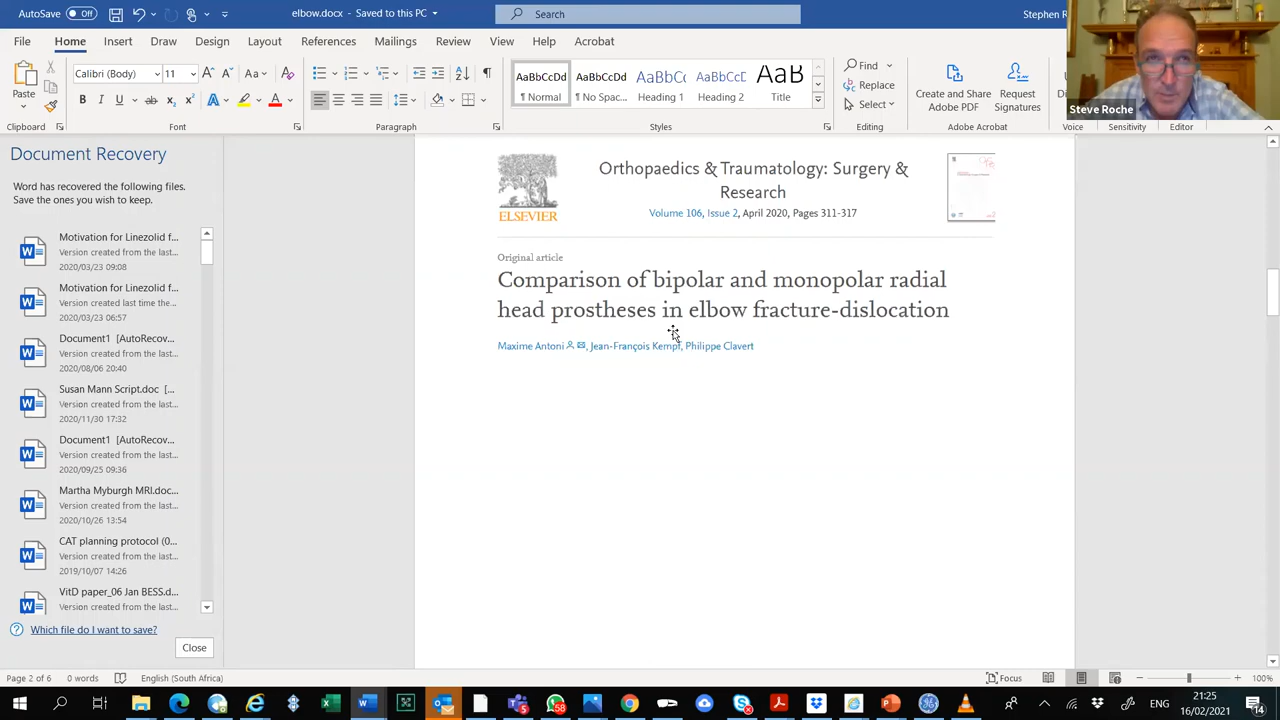 AutoSave Off elbow.docx - Saved to this PC Search Stephen R
File Home Insert Draw Design Layout References Mailings Review View Help Acrobat
Paste
Calibri (Body) 11
AaBbCcDd AaBbCcDd AaBbCc AaBbCcD AaB
¶ Normal ¶ No Spac... Heading 1 Heading 2 Title
Find
Replace
Select
Create and Share Adobe PDF
Request Signatures
Clipboard Font Paragraph Styles Editing Adobe Acrobat Voice Sensitivity Editor
Steve Roche
Document Recovery
Word has recovered the following files.
Save the ones you wish to keep.
Motivation for Linezolid f...
Version created from the last...
2020/03/23 09:08
Motivation for Linezolid f...
Version created last time the...
2020/03/23 06:57
Document1 [AutoRecov...
Version created from the last...
2020/08/06 20:40
Susan Mann Script.doc [...
Version created from the last...
2020/11/30 17:32
Document1 [AutoRecov...
Version created from the last...
2020/09/25 09:36
Martha Myburgh MRI.doc...
Version created from the last...
2020/10/26 13:54
CAT planning protocol (0...
Version created from the last...
2019/10/07 14:26
VitD paper_06 Jan BESS.d...
Version created from the last...
Which file do I want to save?
Close
ELSEVIER
Orthopaedics & Traumatology: Surgery &
Research
Volume 106, Issue 2, April 2020, Pages 311-317
Original article
Comparison of bipolar and monopolar radial
head prostheses in elbow fracture-dislocation
Maxime Antoni, Jean-François Kempf, Philippe Clavert
Page 2 of 6 0 words English (South Africa) Focus 100%
58
ENG
21:25
16/02/2021
14